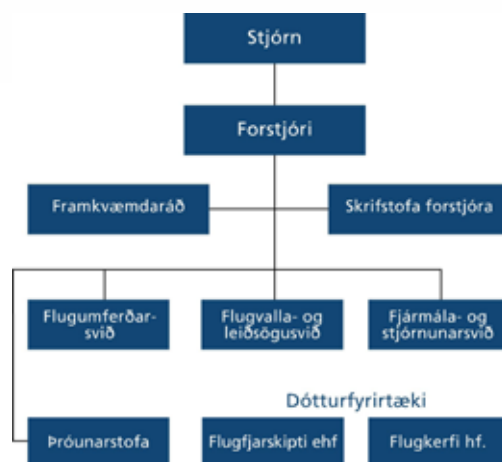 Stjórn
Forstjóri
Framkvæmdaráð
Skrifstofa forstjóra
Flugumferðar-
svið
Flugvalla- og
leiðsögusvið
Fjármála- og
stjórnunarsvið
Dótturfyrirtæki
Þróunarstofa
Flugfjarskipti ehf
Flugkerfi hf.